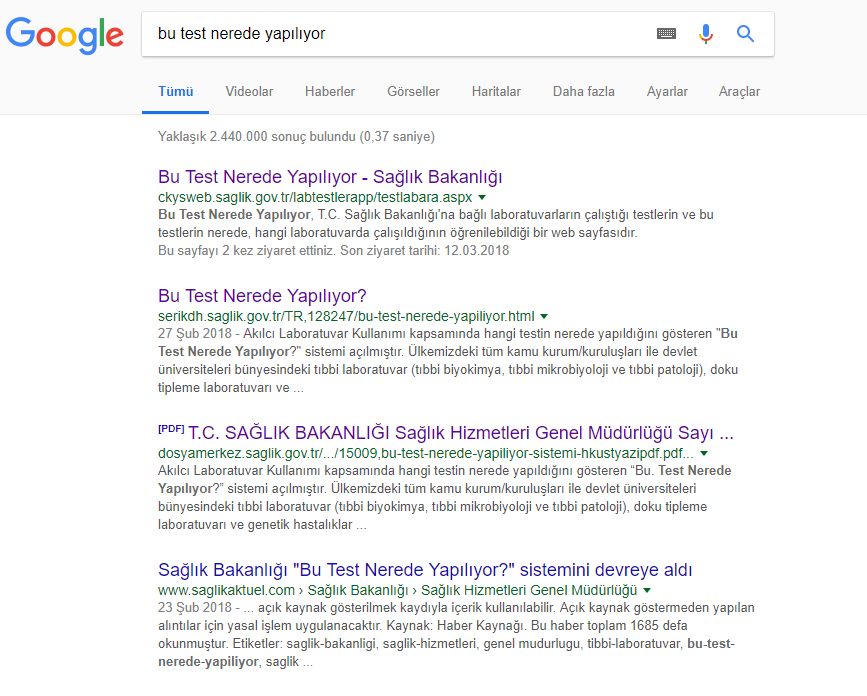 Google
bu test nerede yapılıyor
Tümü Videolar Haberler Görseller Haritalar Daha fazla Ayarlar Araçlar
Yaklaşık 2.440.000 sonuç bulundu (0,37 saniye)
Bu Test Nerede Yapılıyor - Sağlık Bakanlığı
ckysweb.saglik.gov.tr/labtestlerapp/testlabara.aspx
Bu Test Nerede Yapılıyor, T.C. Sağlık Bakanlığı'na bağlı laboratuvarların çalıştığı testlerin ve bu
testlerin nerede, hangi laboratuvarda çalışıldığının öğrenilebildiği bir web sayfasıdır.
Bu sayfayı 2 kez ziyaret ettiniz. Son ziyaret tarihi: 12.03.2018
Bu Test Nerede Yapılıyor?
serikdh.saglik.gov.tr/TR,128247/bu-test-nerede-yapiliyor.html
27 Şub 2018 - Akılcı Laboratuvar Kullanımı kapsamında hangi testin nerede yapıldığını gösteren "Bu
Test Nerede Yapılıyor?" sistemi açılmıştır. Ülkemizdeki tüm kamu kurum/kuruluşları ile devlet
üniversiteleri bünyesindeki tıbbi laboratuvar (tıbbi biyokimya, tıbbi mikrobiyoloji ve tıbbi patoloji), doku
tipleme laboratuvarı ve ...
[PDF] T.C. SAĞLIK BAKANLIĞI Sağlık Hizmetleri Genel Müdürlüğü Sayı ...
dosyamerkez.saglik.gov.tr/.../15009,bu-test-nerede-yapiliyor-sistemi-hkustyazipdf.pdf...
Akılcı Laboratuvar Kullanımı kapsamında hangi testin nerede yapıldığını gösteren “Bu. Test Nerede
Yapılıyor?” sistemi açılmıştır. Ülkemizdeki tüm kamu kurum/kuruluşları ile devlet üniversiteleri
bünyesindeki tıbbi laboratuvar (tıbbi biyokimya, tıbbi mikrobiyoloji ve tıbbi patoloji), doku tipleme
laboratuvarı ve genetik hastalıklar ...
Sağlık Bakanlığı "Bu Test Nerede Yapılıyor?" sistemini devreye aldı
www.saglikaktuel.com › Sağlık Bakanlığı › Sağlık Hizmetleri Genel Müdürlüğü
23 Şub 2018 - ... açık kaynak gösterilmek kaydıyla içerik kullanılabilir. Açık kaynak göstermeden yapılan
alıntılar için yasal işlem uygulanacaktır. Kaynak: Haber Kaynağı. Bu haber toplam 1685 defa
okunmuştur. Etiketler: saglik-bakanligi, saglik-hizmetleri, genel mudurlugu, tibbi-laboratuvar, bu-test-
nerede-yapiliyor, saglik ...